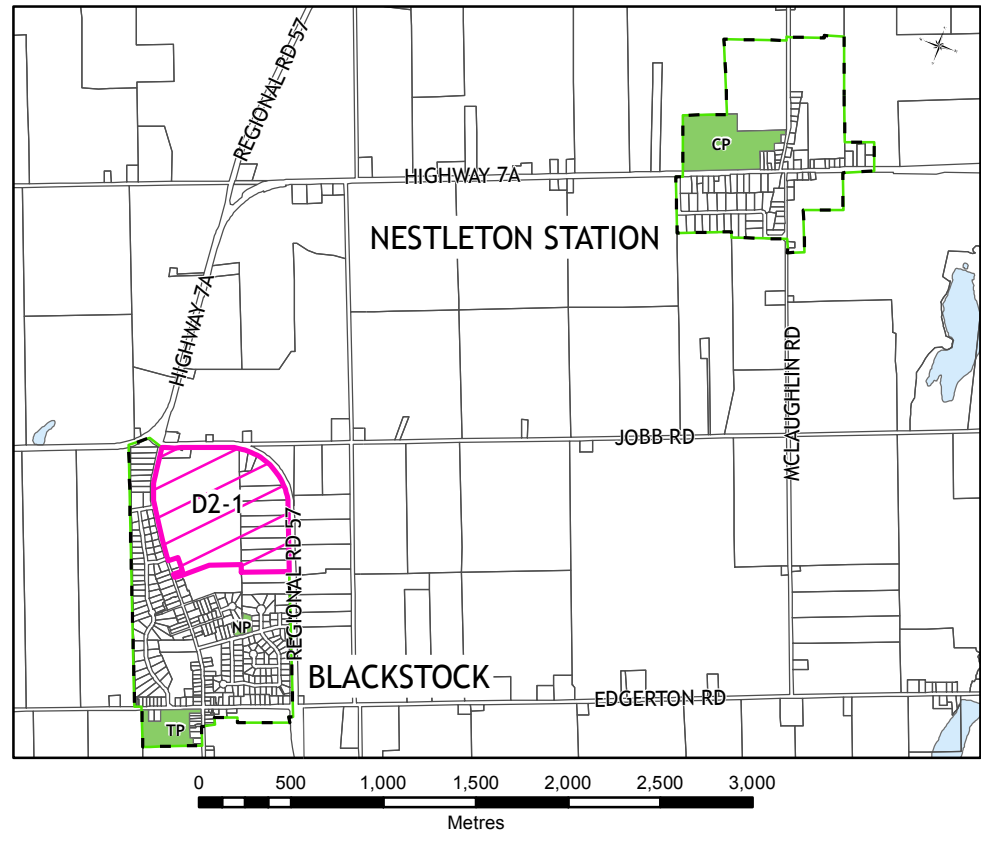 REGIONAL RD 57
CP
HIGHWAY 7A
NESTLETON STATION
HIGHWAY 7A
MCLAUGHLIN RD
JOBB RD
D2-1
REGIONAL RD 57
NP
BLACKSTOCK
EDGERTON RD
TP
0 500 1,000 1,500 2,000 2,500 3,000
Metres